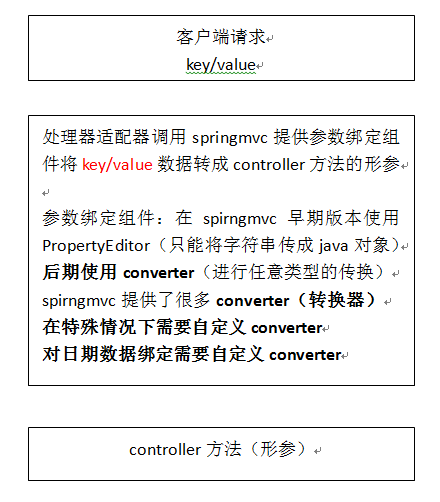 客户端请求
key/value
处理器适配器调用 springmvc 提供参数绑定组
件将 key/value 数据转成 controller 方法的形参
参数绑定组件：在 spirngmvc 早期版本使用
PropertyEditor（只能将字符串传成 java 对象）
后期使用 converter（进行任意类型的传换）
spirngmvc 提供了很多 converter（转换器）
在特殊情况下需要自定义 converter
对日期数据绑定需要自定义 converter
controller 方法（形参）